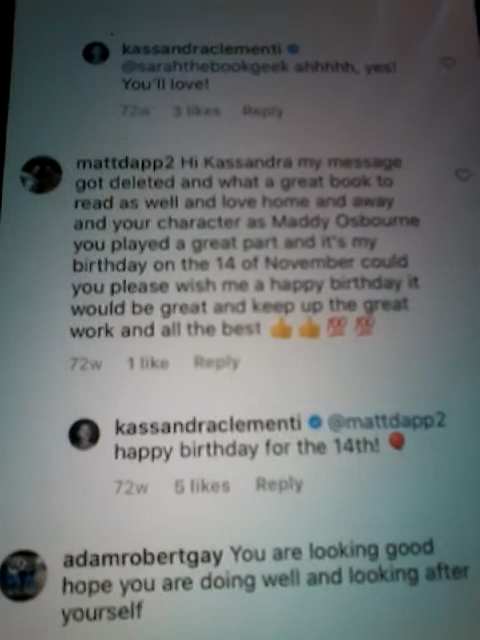 kassandraclementi
@sarahthebookgeek ahhhhh, yes!
You'll love!
72w 3 likes Reply
mattdapp2 Hi Kassandra my message
got deleted and what a great book to
read as well and love home and away
and your character as Maddy Osbourne
you played a great part and it's my
birthday on the 14 of November could
you please wish me a happy birthday it
would be great and keep up the great
work and all the best 👍👍💯💯
72w 1 like Reply
kassandraclementi @mattdapp2
happy birthday for the 14th! 🎈
72w 5 likes Reply
adamrobertgay You are looking good
hope you are doing well and looking after
yourself